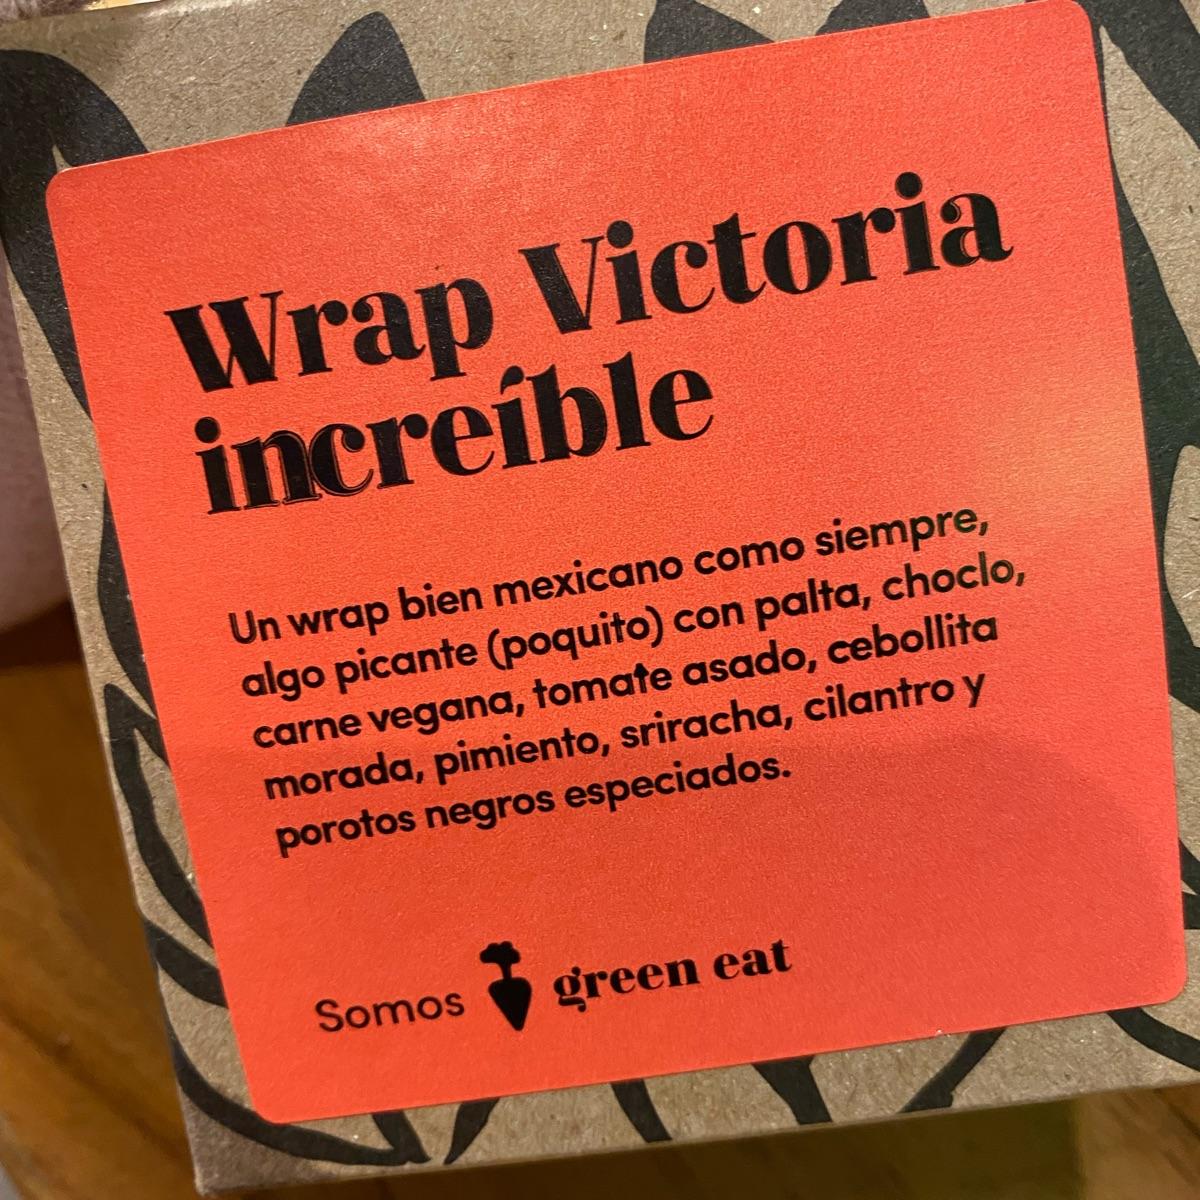 Wrap Victoria
increíble
Un wrap bien mexicano como siempre,
algo picante (poquito) con palta, choclo,
carne vegana, tomate asado, cebollita
morada, pimiento, sriracha, cilantro y
porotos negros especiados.
Somos green eat